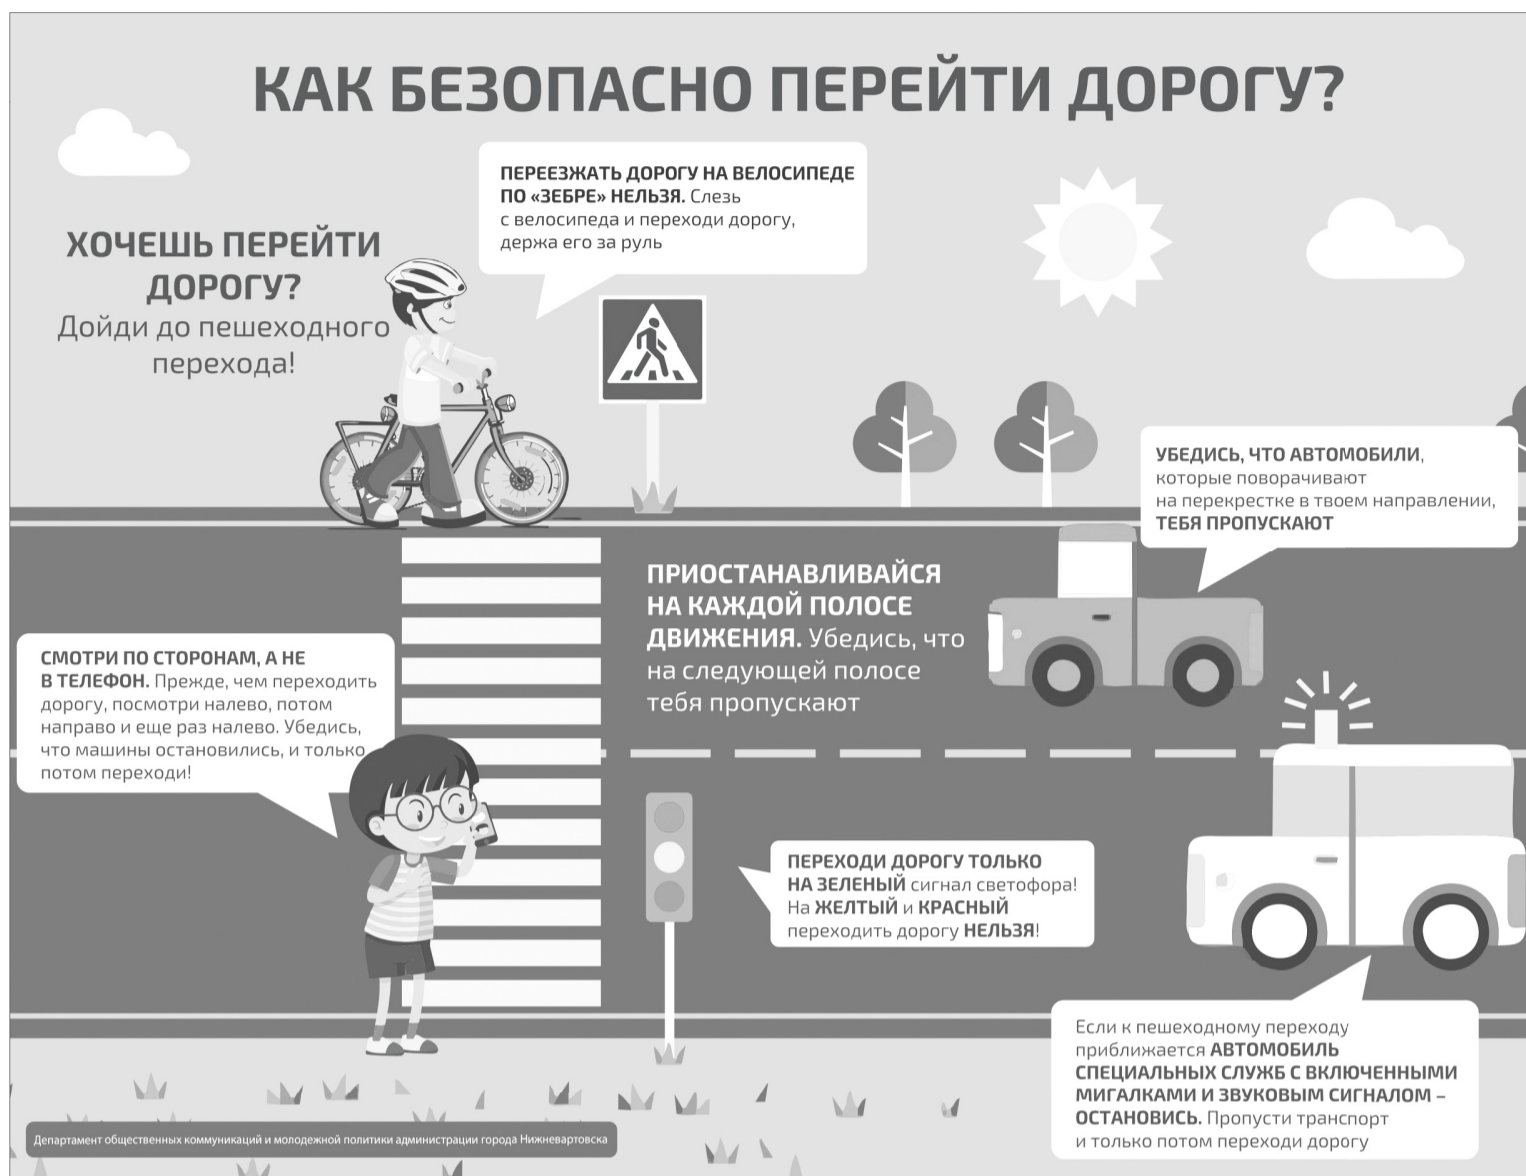 КАК БЕЗОПАСНО ПЕРЕЙТИ ДОРОГУ?
ПЕРЕЕЗЖАТЬ ДОРОГУ НА ВЕЛОСИПЕДЕ
ПО «ЗЕБРЕ» НЕЛЬЗЯ. Слезь
с велосипеда и переходи дорогу,
держа его за руль
ХОЧЕШЬ ПЕРЕЙТИ
ДОРОГУ?
Дойди до пешеходного
перехода!
УБЕДИСЬ, ЧТО АВТОМОБИЛИ,
которые поворачивают
на перекрестке в твоем направлении,
ТЕБЯ ПРОПУСКАЮТ
ПРИОСТАНАВЛИВАЙСЯ
НА КАЖДОЙ ПОЛОСЕ
ДВИЖЕНИЯ. Убедись, что
на следующей полосе
тебя пропускают
СМОТРИ ПО СТОРОНАМ, А НЕ
В ТЕЛЕФОН. Прежде, чем переходить
дорогу, посмотри налево, потом
направо и еще раз налево. Убедись,
что машины остановились, и только
потом переходи!
ПЕРЕХОДИ ДОРОГУ ТОЛЬКО
НА ЗЕЛЕНЫЙ сигнал светофора!
На ЖЕЛТЫЙ и КРАСНЫЙ
переходить дорогу НЕЛЬЗЯ!
Если к пешеходному переходу
приближается АВТОМОБИЛЬ
СПЕЦИАЛЬНЫХ СЛУЖБ С ВКЛЮЧЕННЫМИ
МИГАЛКАМИ И ЗВУКОВЫМ СИГНАЛОМ –
ОСТАНОВИСЬ. Пропусти транспорт
и только потом переходи дорогу
Департамент общественных коммуникаций и молодежной политики администрации города Нижневартовска